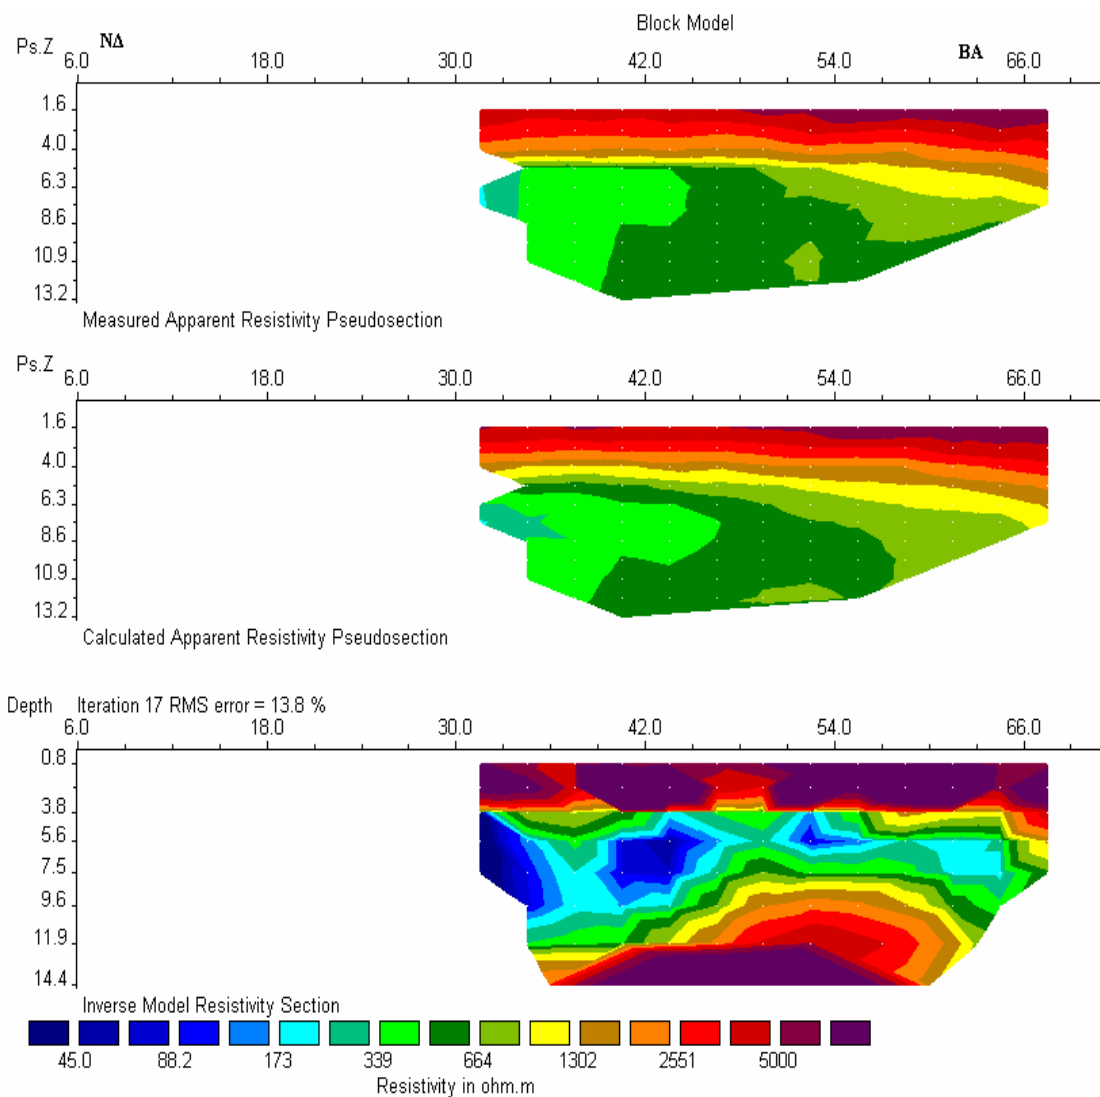 Block Model
Ps.Z 6.0 ΝΔ 18.0 30.0 42.0 54.0 ΒΑ 66.0
1.6
4.0
6.3
8.6
10.9
13.2
Measured Apparent Resistivity Pseudosection
Ps.Z 6.0 18.0 30.0 42.0 54.0 66.0
1.6
4.0
6.3
8.6
10.9
13.2
Calculated Apparent Resistivity Pseudosection
Depth Iteration 17 RMS error = 13.8 %
6.0 18.0 30.0 42.0 54.0 66.0
0.8
3.8
5.6
7.5
9.6
11.9
14.4
Inverse Model Resistivity Section
45.0 88.2 173 339 664 1302 2551 5000
Resistivity in ohm.m